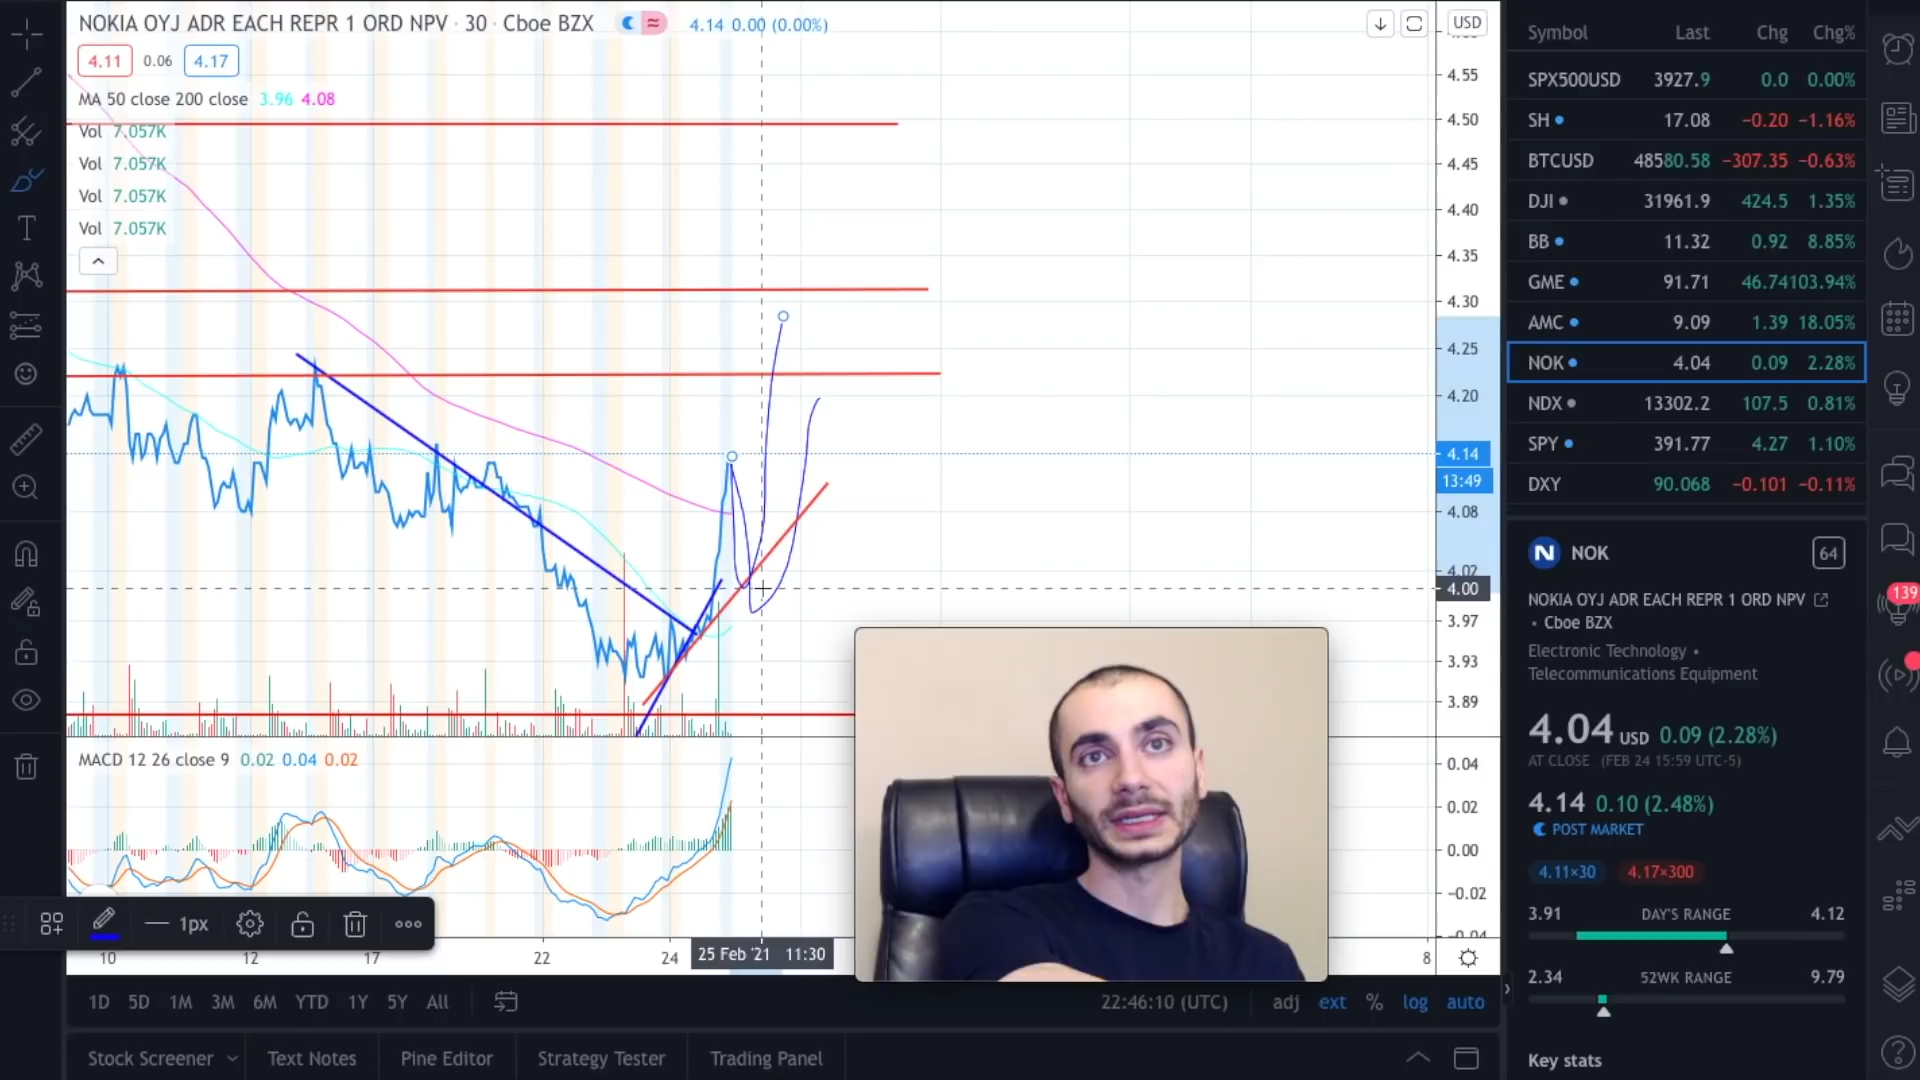 NOKIA OYJ ADR EACH REPR 1 ORD NPV · 30 · Cboe BZX 4.14 0.00 (0.00%)
4.11 0.06 4.17
MA 50 close 200 close 3.96 4.08
Vol 7.057K
Vol 7.057K
Vol 7.057K
Vol 7.057K
USD
4.55
4.50
4.45
4.40
4.35
4.30
4.25
4.20
4.14
13:49
4.08
4.02
4.00
3.97
3.93
3.89
MACD 12 26 close 9 0.02 0.04 0.02
0.04
0.02
0.00
−0.02
−0.04
1px
10 12 17 22 24 25 Feb '21 11:30 8
1D 5D 1M 3M 6M YTD 1Y 5Y All
22:46:10 (UTC) adj ext % log auto
Stock Screener Text Notes Pine Editor Strategy Tester Trading Panel
Symbol Last Chg Chg%
SPX500USD 3927.9 0.0 0.00%
SH 17.08 −0.20 −1.16%
BTCUSD 48580.58 −307.35 −0.63%
DJI 31961.9 424.5 1.35%
BB 11.32 0.92 8.85%
GME 91.71 46.74103.94%
AMC 9.09 1.39 18.05%
NOK 4.04 0.09 2.28%
NDX 13302.2 107.5 0.81%
SPY 391.77 4.27 1.10%
DXY 90.068 −0.101 −0.11%
N NOK 64
NOKIA OYJ ADR EACH REPR 1 ORD NPV
• Cboe BZX
Electronic Technology •
Telecommunications Equipment
4.04 USD 0.09 (2.28%)
AT CLOSE (FEB 24 15:59 UTC-5)
4.14 0.10 (2.48%)
POST MARKET
4.11×30 4.17×300
3.91 DAY'S RANGE 4.12
2.34 52WK RANGE 9.79
Key stats
139